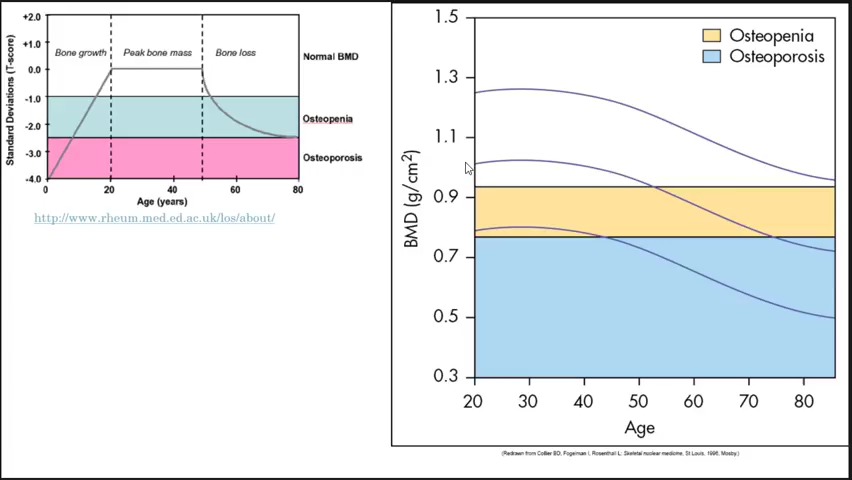 +2.0
+1.0
0.0
-1.0
-2.0
-3.0
-4.0
Standard Deviations (T-score)
Bone growth
Peak bone mass
Bone loss
Normal BMD
Osteopenia
Osteoporosis
0
20
40
60
80
Age (years)
http://www.rheum.med.ed.ac.uk/los/about/
1.5
1.3
1.1
0.9
0.7
0.5
0.3
BMD (g/cm²)
Osteopenia
Osteoporosis
20
30
40
50
60
70
80
Age
(Redrawn from Collier BD, Fogelman I, Rosenthall L: Skeletal nuclear medicine, St Louis, 1996, Mosby.)